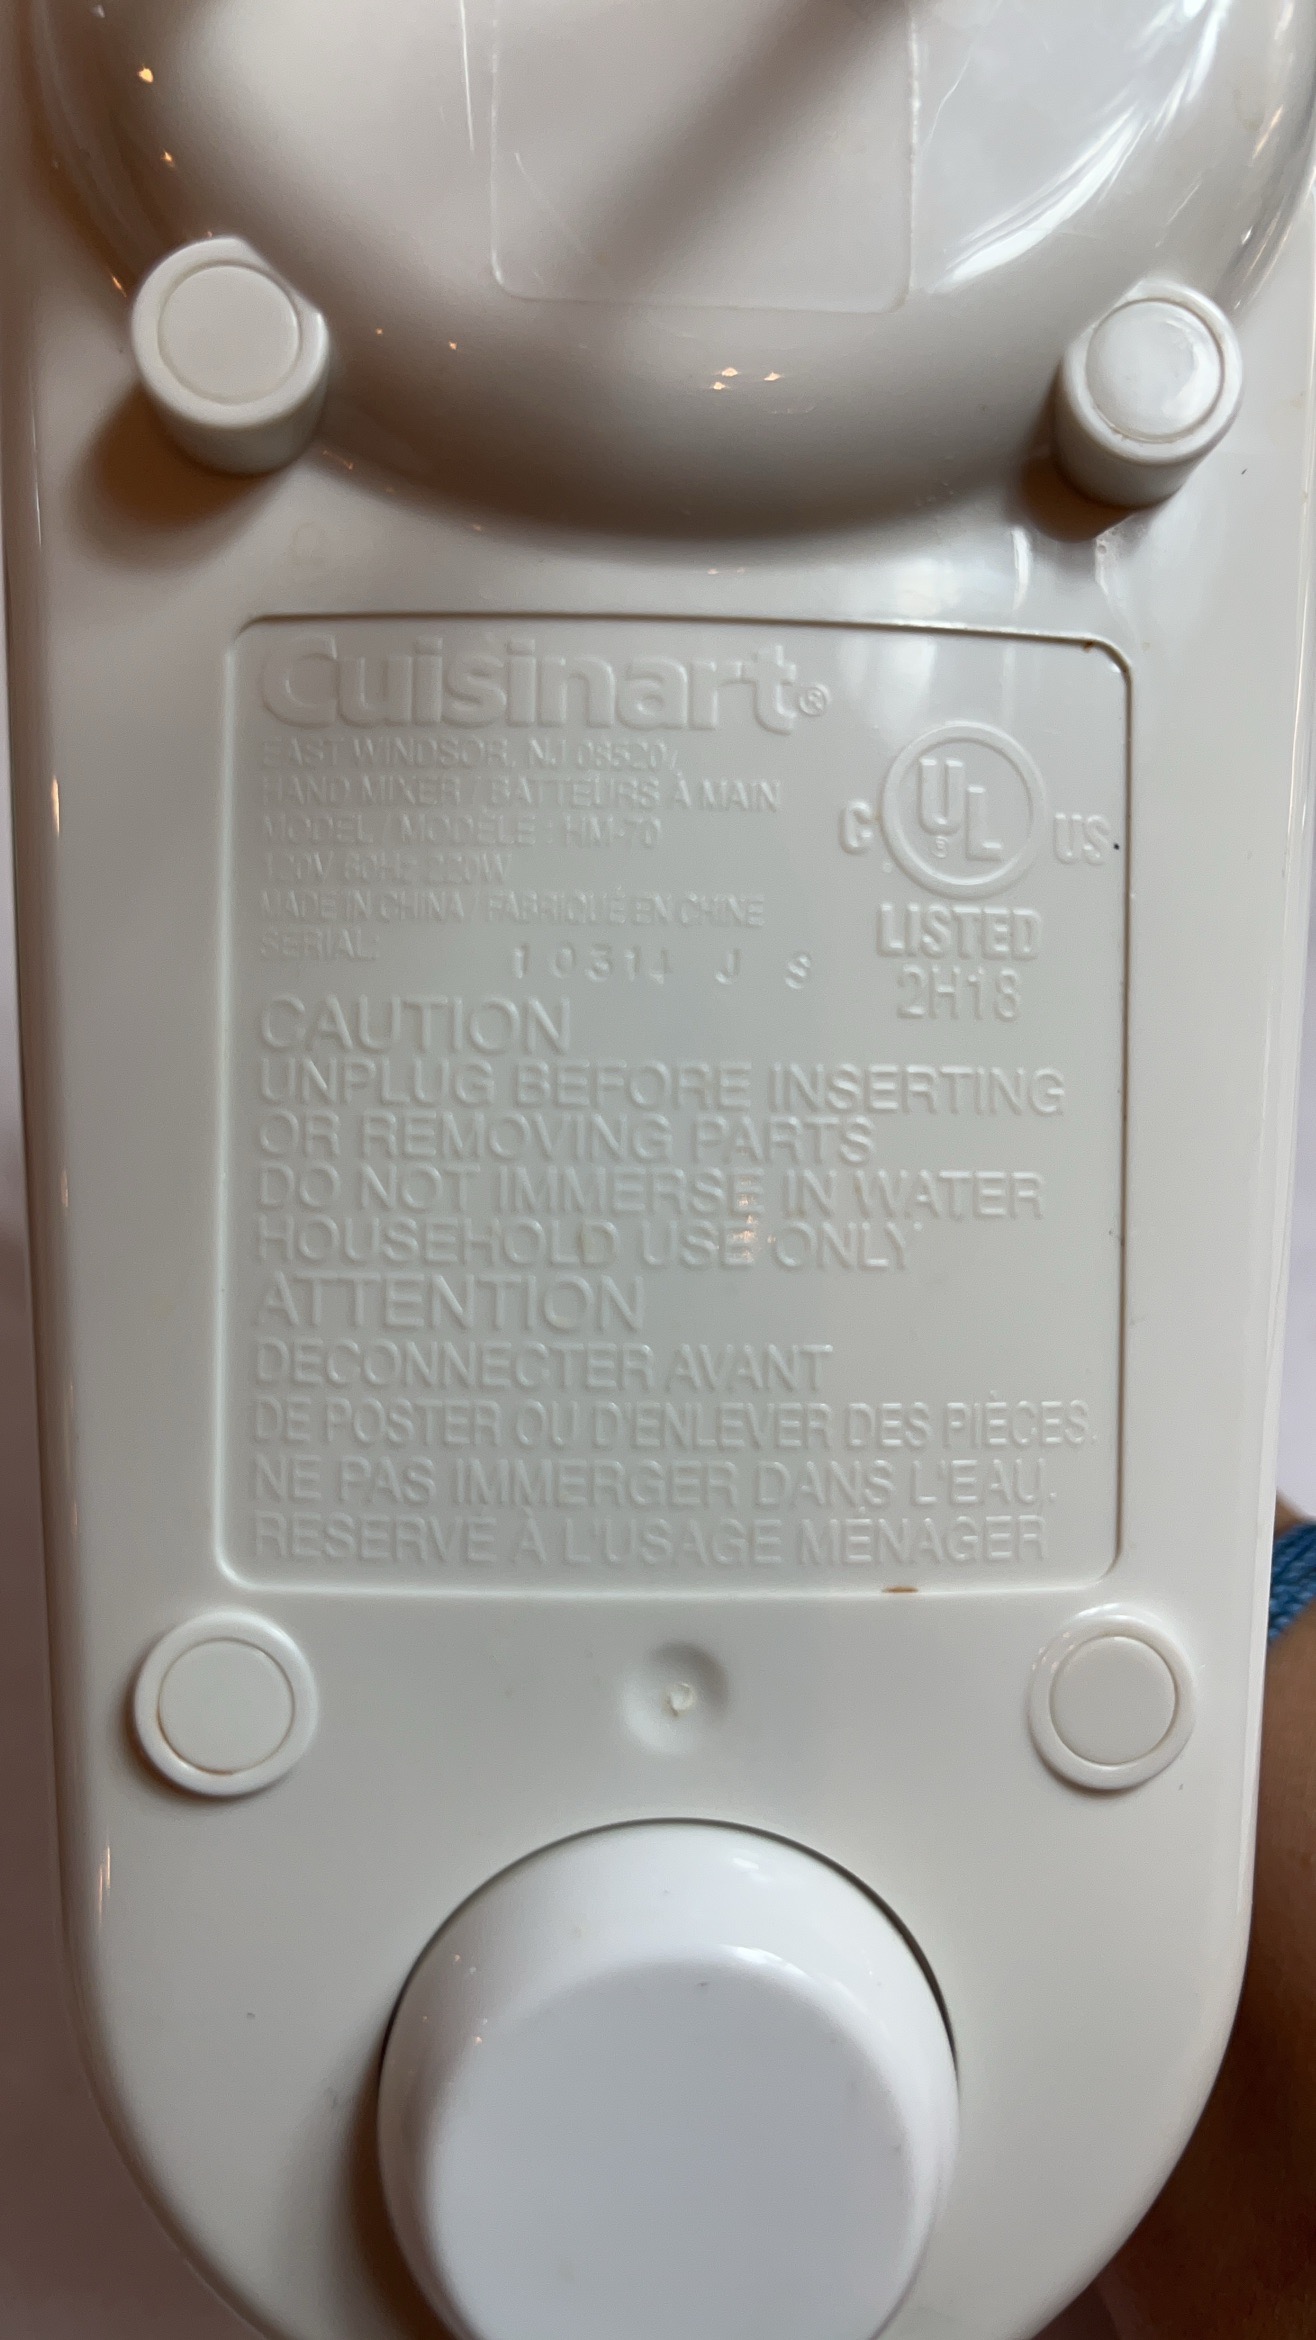 Cuisinart®
EAST WINDSOR, NJ 08520/
HAND MIXER / BATTEURS À MAIN
MODEL / MODÈLE : HM-70
120V 60Hz 220W
MADE IN CHINA / FABRIQUÉ EN CHINE
SERIAL: J S
C UL® US
LISTED
2H18
CAUTION
UNPLUG BEFORE INSERTING
OR REMOVING PARTS
DO NOT IMMERSE IN WATER
HOUSEHOLD USE ONLY
ATTENTION
DECONNECTER AVANT
DE POSTER OU D'ENLEVER DES PIÈCES.
NE PAS IMMERGER DANS L'EAU.
RESERVÉ À L'USAGE MÉNAGER